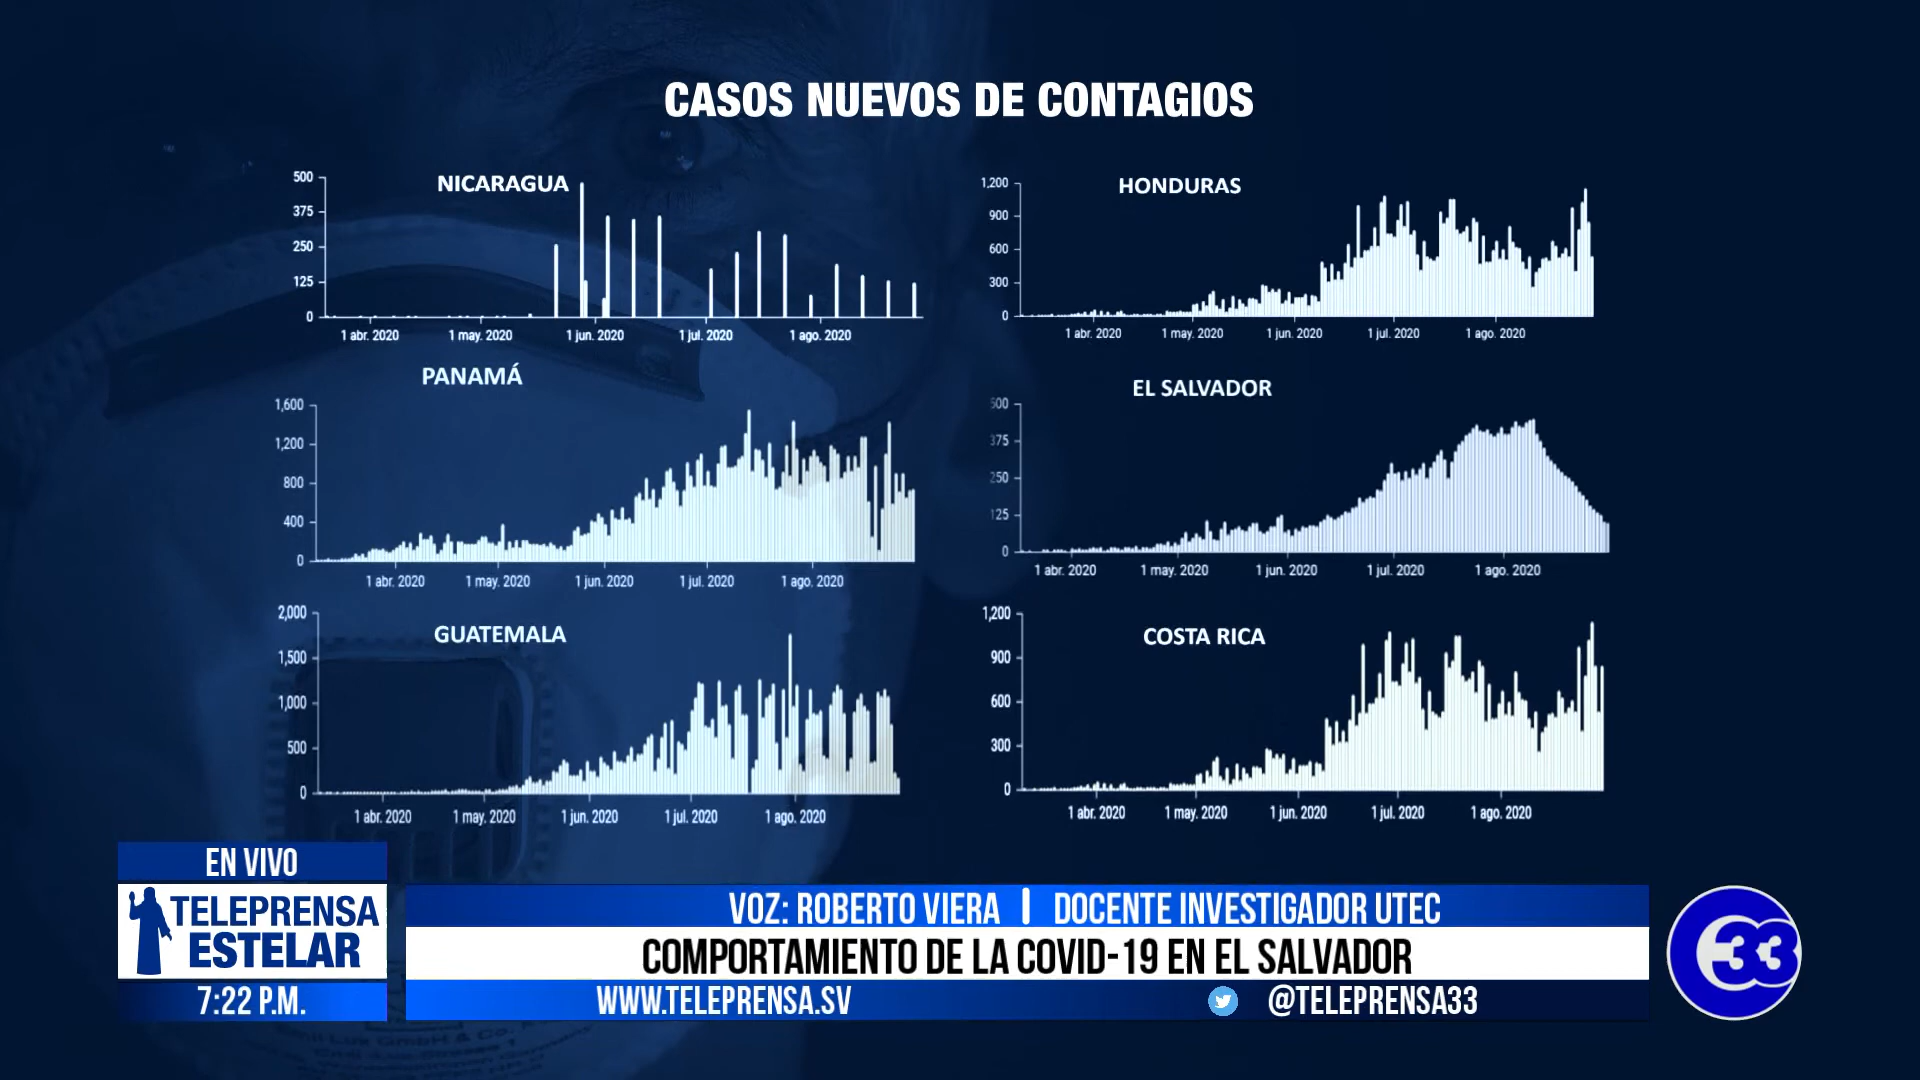 CASOS NUEVOS DE CONTAGIOS
NICARAGUA
500
375
250
125
0
1 abr. 2020 1 may. 2020 1 jun. 2020 1 jul. 2020 1 ago. 2020
HONDURAS
1,200
900
600
300
0
1 abr. 2020 1 may. 2020 1 jun. 2020 1 jul. 2020 1 ago. 2020
PANAMÁ
1,600
1,200
800
400
0
1 abr. 2020 1 may. 2020 1 jun. 2020 1 jul. 2020 1 ago. 2020
EL SALVADOR
500
375
250
125
0
1 abr. 2020 1 may. 2020 1 jun. 2020 1 jul. 2020 1 ago. 2020
GUATEMALA
2,000
1,500
1,000
500
0
1 abr. 2020 1 may. 2020 1 jun. 2020 1 jul. 2020 1 ago. 2020
COSTA RICA
1,200
900
600
300
0
1 abr. 2020 1 may. 2020 1 jun. 2020 1 jul. 2020 1 ago. 2020
EN VIVO
TELEPRENSA
ESTELAR
7:22 P.M.
VOZ: ROBERTO VIERA | DOCENTE INVESTIGADOR UTEC
COMPORTAMIENTO DE LA COVID-19 EN EL SALVADOR
WWW.TELEPRENSA.SV @TELEPRENSA33
33